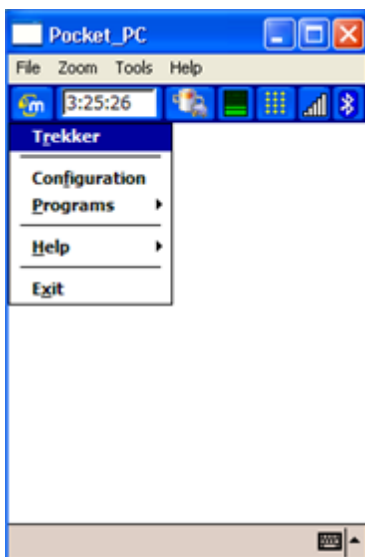 Pocket_PC
File Zoom Tools Help
m 3:25:26
Trekker
Configuration
Programs
Help
Exit